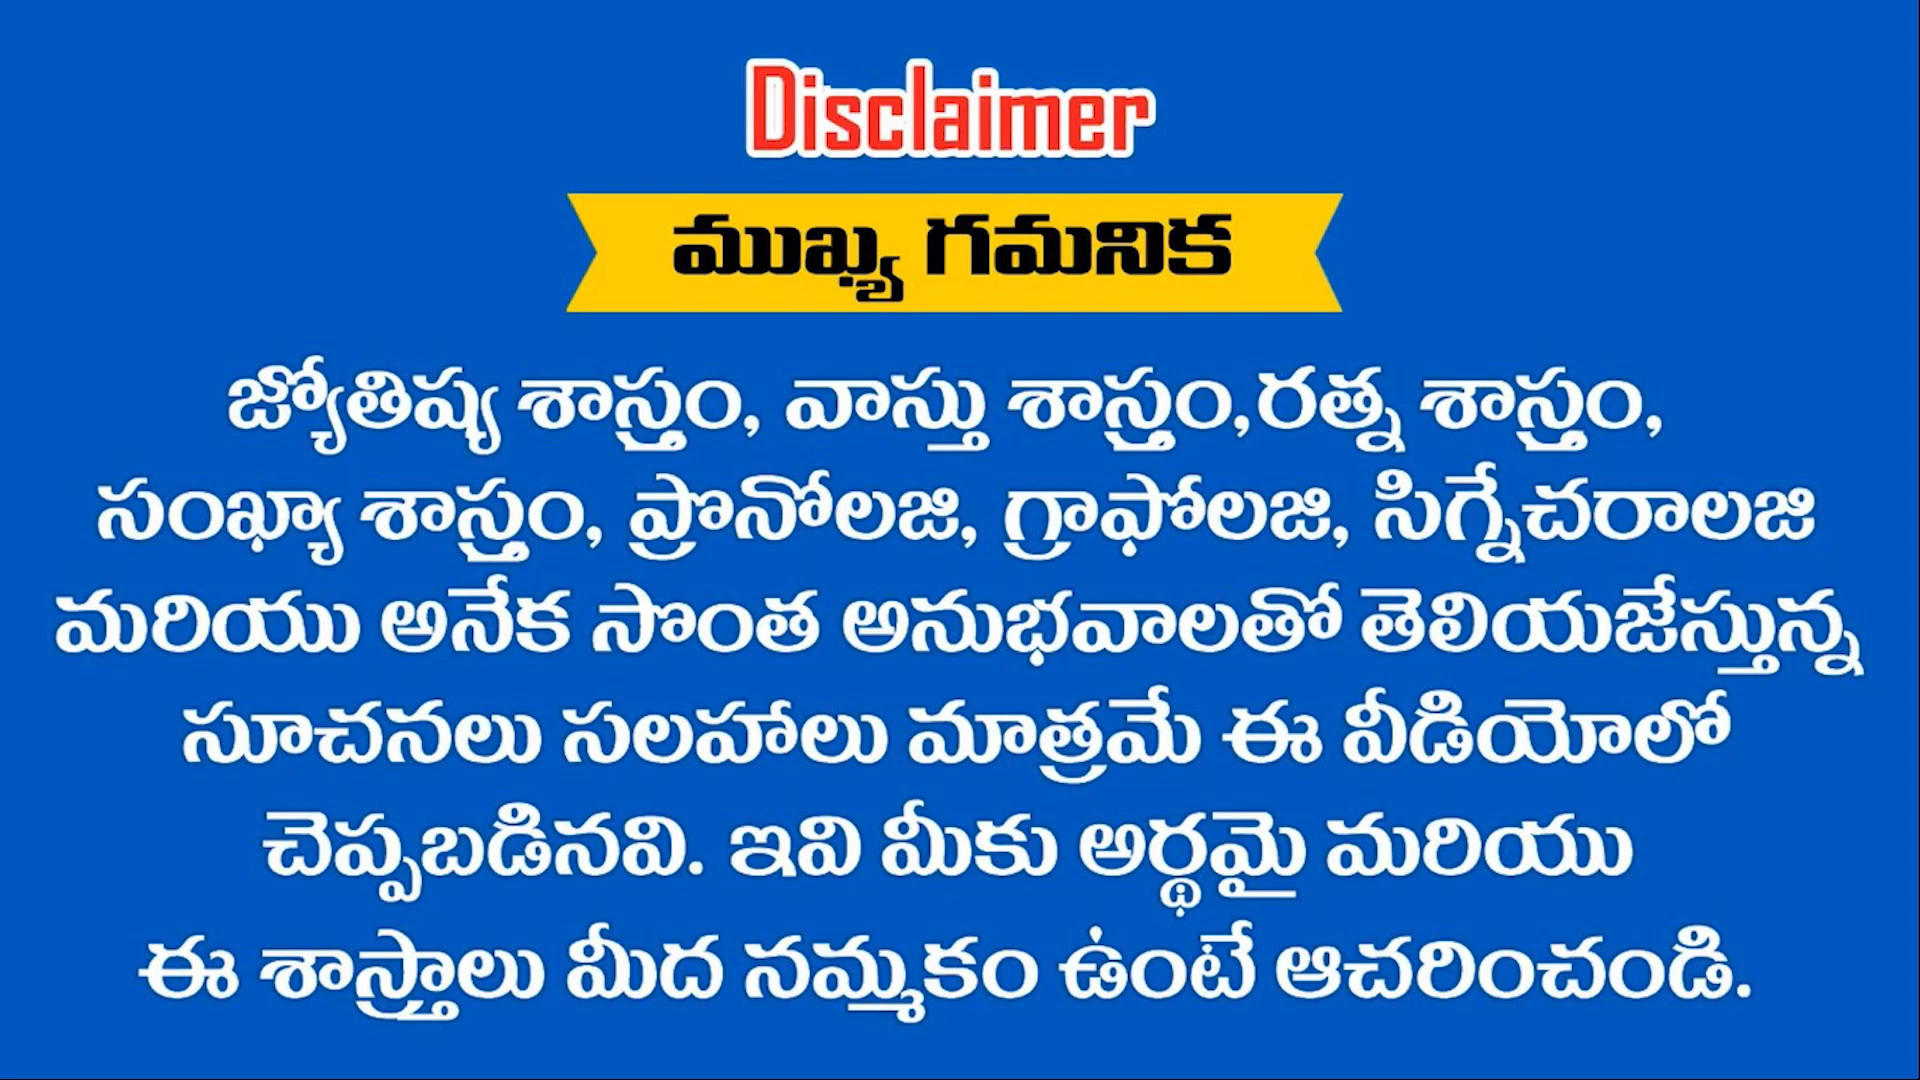 Disclaimer
ముఖ్య గమనిక
జ్యోతిష్య శాస్త్రం, వాస్తు శాస్త్రం,రత్న శాస్త్రం,
సంఖ్యా శాస్త్రం, ప్రొనోలజి, గ్రాఫోలజి, సిగ్నేచరాలజి
మరియు అనేక సొంత అనుభవాలతో తెలియజేస్తున్న
సూచనలు సలహాలు మాత్రమే ఈ వీడియోలో
చెప్పబడినవి. ఇవి మీకు అర్థమై మరియు
ఈ శాస్త్రాలు మీద నమ్మకం ఉంటే ఆచరించండి.